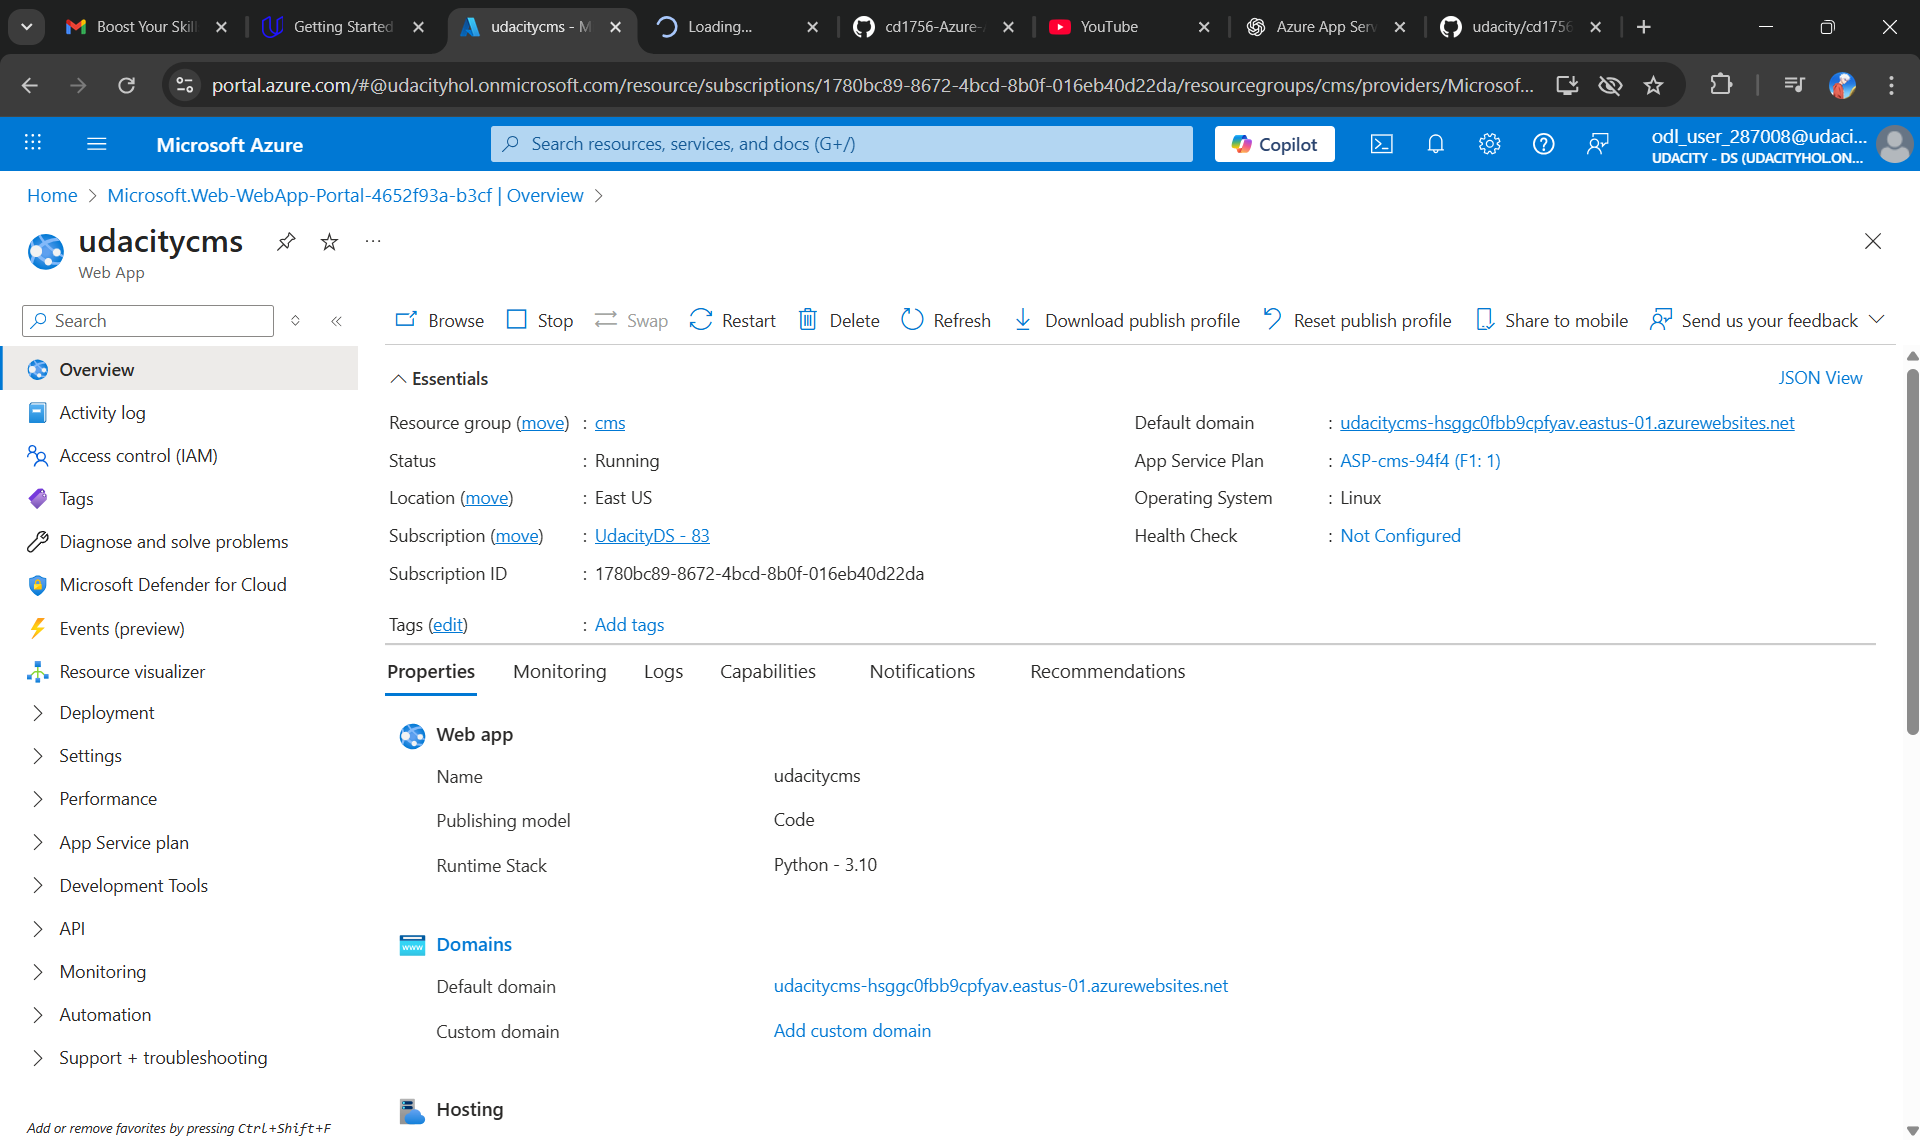 Boost Your Skil
Getting Started
udacitycms - M
Loading...
cd1756-Azure-A
YouTube
Azure App Serv
udacity/cd1756
portal.azure.com/#@udacityhol.onmicrosoft.com/resource/subscriptions/1780bc89-8672-4bcd-8b0f-016eb40d22da/resourcegroups/cms/providers/Microsof...
Microsoft Azure
Search resources, services, and docs (G+/)
Copilot
odl_user_287008@udaci...
UDACITY - DS (UDACITYHOL.ON...
Home > Microsoft.Web-WebApp-Portal-4652f93a-b3cf | Overview >
udacitycms
Web App
Search
Browse
Stop
Swap
Restart
Delete
Refresh
Download publish profile
Reset publish profile
Share to mobile
Send us your feedback
Overview
Activity log
Access control (IAM)
Tags
Diagnose and solve problems
Microsoft Defender for Cloud
Events (preview)
Resource visualizer
Deployment
Settings
Performance
App Service plan
Development Tools
API
Monitoring
Automation
Support + troubleshooting
Add or remove favorites by pressing Ctrl+Shift+F
Essentials
JSON View
Resource group (move) : cms
Status : Running
Location (move) : East US
Subscription (move) : UdacityDS - 83
Subscription ID : 1780bc89-8672-4bcd-8b0f-016eb40d22da
Tags (edit) : Add tags
Default domain : udacitycms-hsggc0fbb9cpfyav.eastus-01.azurewebsites.net
App Service Plan : ASP-cms-94f4 (F1: 1)
Operating System : Linux
Health Check : Not Configured
Properties
Monitoring
Logs
Capabilities
Notifications
Recommendations
Web app
Name udacitycms
Publishing model Code
Runtime Stack Python - 3.10
www
Domains
Default domain udacitycms-hsggc0fbb9cpfyav.eastus-01.azurewebsites.net
Custom domain Add custom domain
Hosting